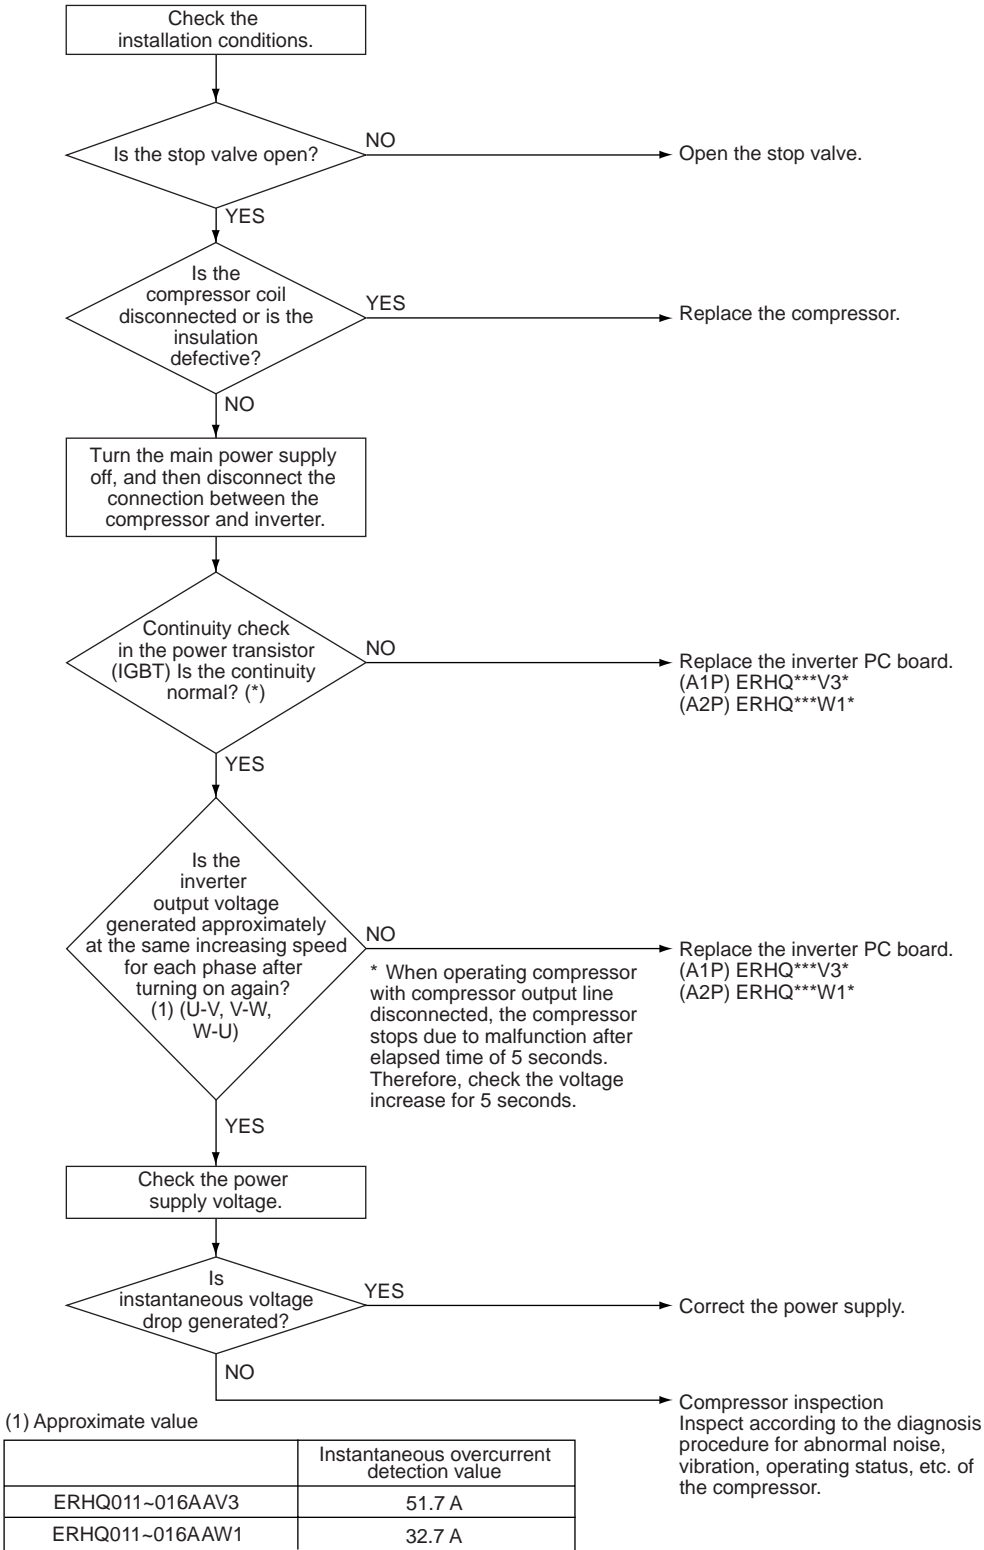 Check the
installation conditions.
Is the stop valve open?
NO
Open the stop valve.
YES
Is the
compressor coil
disconnected or is the
insulation
defective?
YES
Replace the compressor.
NO
Turn the main power supply
off, and then disconnect the
connection between the
compressor and inverter.
Continuity check
in the power transistor
(IGBT) Is the continuity
normal? (*)
NO
Replace the inverter PC board.
(A1P) ERHQ***V3*
(A2P) ERHQ***W1*
YES
Is the
inverter
output voltage
generated approximately
at the same increasing speed
for each phase after
turning on again?
(1) (U-V, V-W,
W-U)
NO
* When operating compressor
with compressor output line
disconnected, the compressor
stops due to malfunction after
elapsed time of 5 seconds.
Therefore, check the voltage
increase for 5 seconds.
Replace the inverter PC board.
(A1P) ERHQ***V3*
(A2P) ERHQ***W1*
YES
Check the power
supply voltage.
Is
instantaneous voltage
drop generated?
YES
Correct the power supply.
NO
Compressor inspection
Inspect according to the diagnosis
procedure for abnormal noise,
vibration, operating status, etc. of
the compressor.
(1) Approximate value
Instantaneous overcurrent
detection value
ERHQ011~016AAV3 51.7 A
ERHQ011~016AAW1 32.7 A